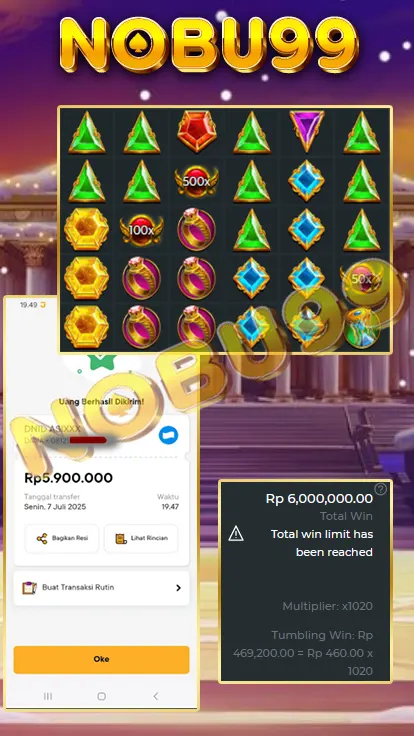 NOBU99
500x
100x
50x
NOBU99
19.49
Uang Berhasil Dikirim!
Rp5.900.000
Tanggal transfer
Waktu
Senin, 7 Juli 2025
19.47
Bagikan Resi
Lihat Rincian
Buat Transaksi Rutin
Oke
Rp 6,000,000.00
Total Win
Total win limit has
been reached
Multiplier: x1020
Tumbling Win: Rp
469,200.00 = Rp 460.00 x
1020